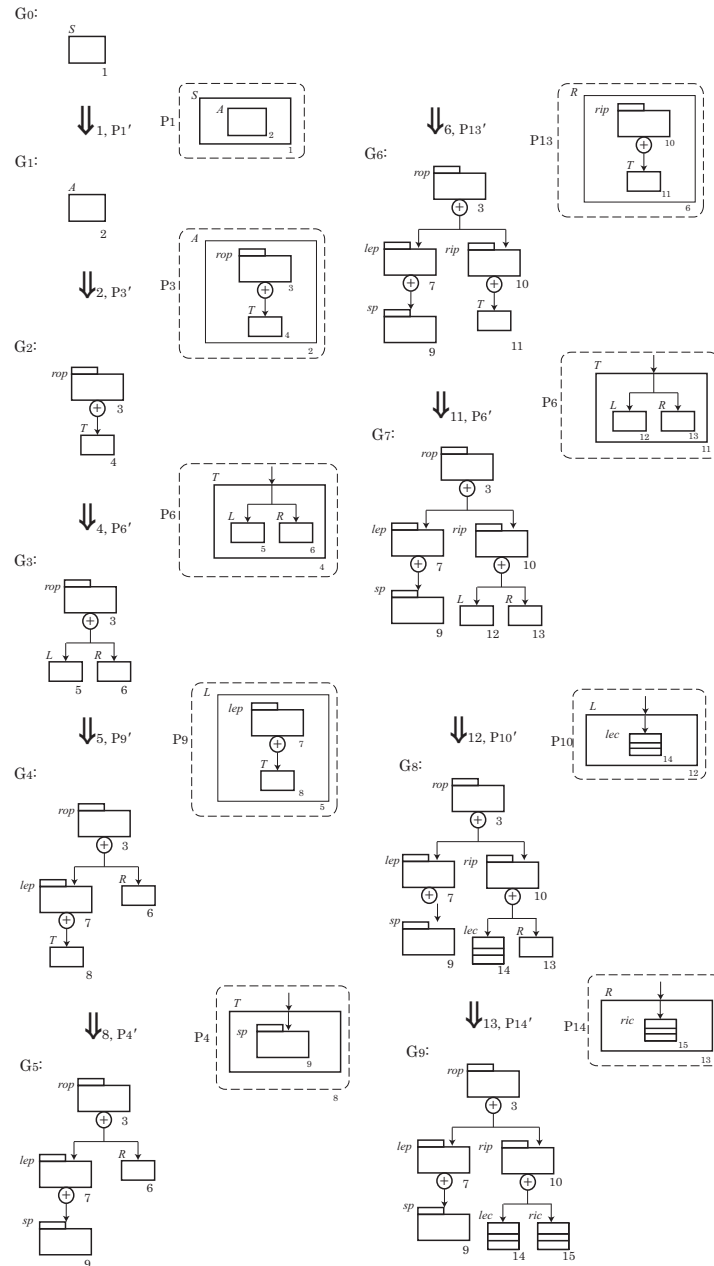 G0:
S
1
1, P1′
P1
S
A
2
1
G1:
A
2
2, P3′
P3
A
rop
3
T
4
2
G2:
rop
3
T
4
4, P6′
P6
T
L
R
5
6
4
G3:
rop
3
L
R
5
6
5, P9′
P9
L
lep
7
T
8
5
G4:
rop
3
lep
R
7
6
T
8
8, P4′
P4
T
sp
9
8
G5:
rop
3
lep
R
7
6
sp
9
6, P13′
P13
R
rip
10
T
11
6
G6:
rop
3
lep
rip
7
10
sp
T
9
11
11, P6′
P6
T
L
R
12
13
11
G7:
rop
3
lep
rip
7
10
sp
L
R
9
12
13
12, P10′
P10
L
lec
14
12
G8:
rop
3
lep
rip
7
10
sp
lec
R
9
14
13
13, P14′
P14
R
ric
15
13
G9:
rop
3
lep
rip
7
10
sp
lec
ric
9
14
15